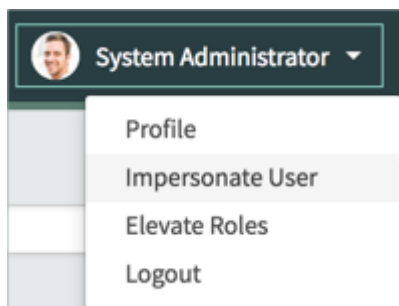 System Administrator
Profile
Impersonate User
Elevate Roles
Logout